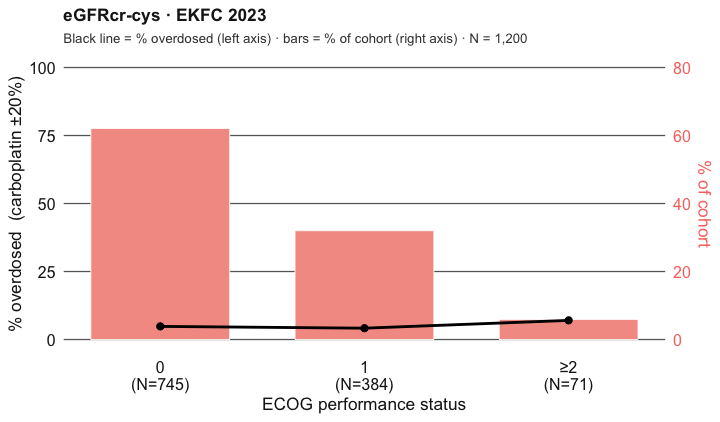 eGFRcr-cys · EKFC 2023
Black line = % overdosed (left axis) · bars = % of cohort (right axis) · N = 1,200
% overdosed  (carboplatin ±20%)
100
75
50
25
0
80
60
40
20
0
% of cohort
0
(N=745)
1
(N=384)
≥2
(N=71)
ECOG performance status